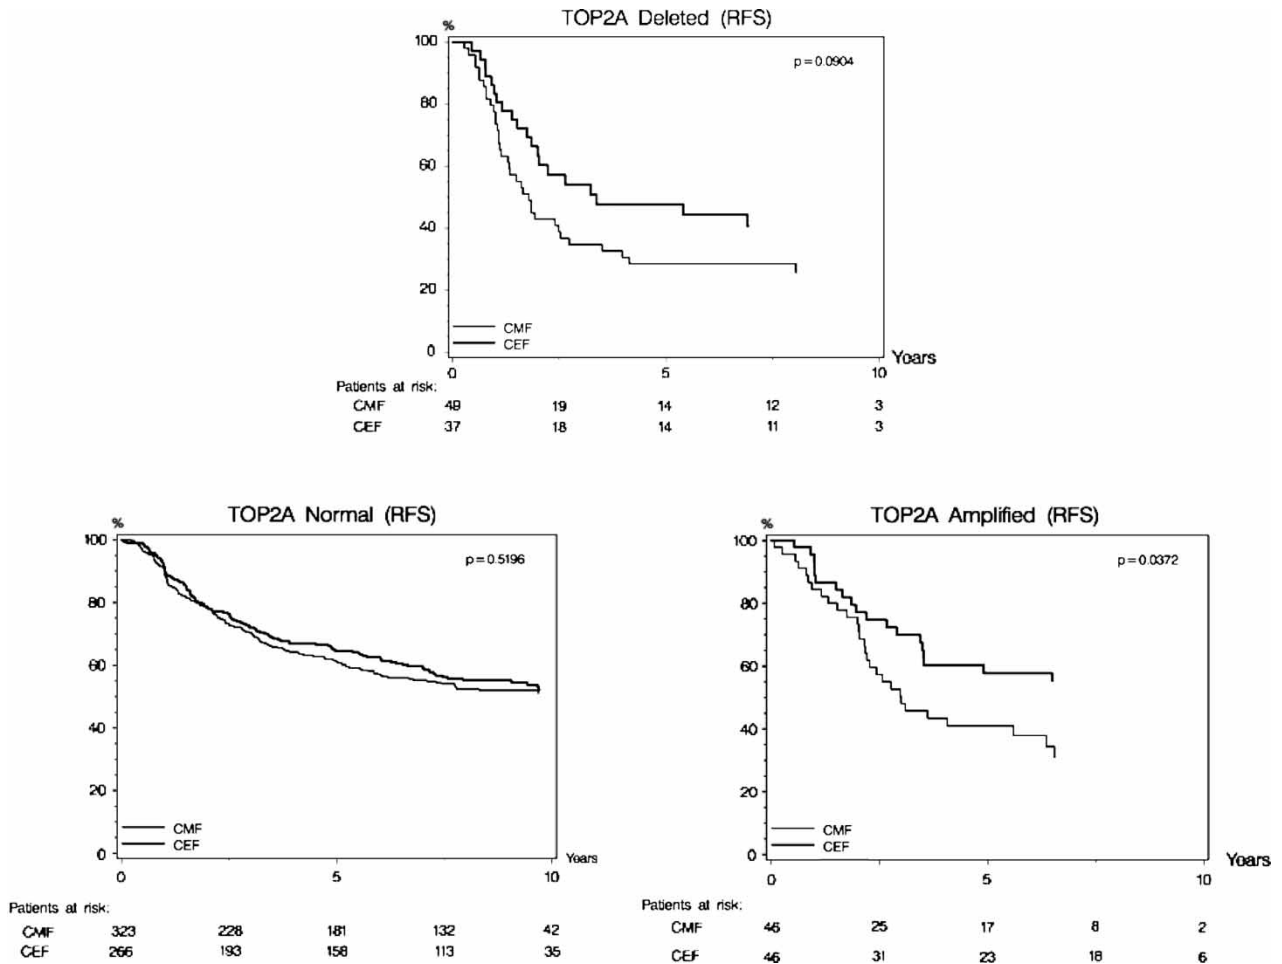 TOP2A Deleted (RFS)
%
100
80
60
40
20
0
p = 0.0904
CMF
CEF
0 5 10 Years
Patients at risk:
CMF 49 19 14 12 3
CEF 37 18 14 11 3
TOP2A Normal (RFS)
%
100
80
60
40
20
0
p = 0.5196
CMF
CEF
0 5 10 Years
Patients at risk:
CMF 323 228 181 132 42
CEF 266 193 158 113 35
TOP2A Amplified (RFS)
%
100
80
60
40
20
0
p = 0.0372
CMF
CEF
0 5 10 Years
Patients at risk:
CMF 46 25 17 8 2
CEF 46 31 23 18 6